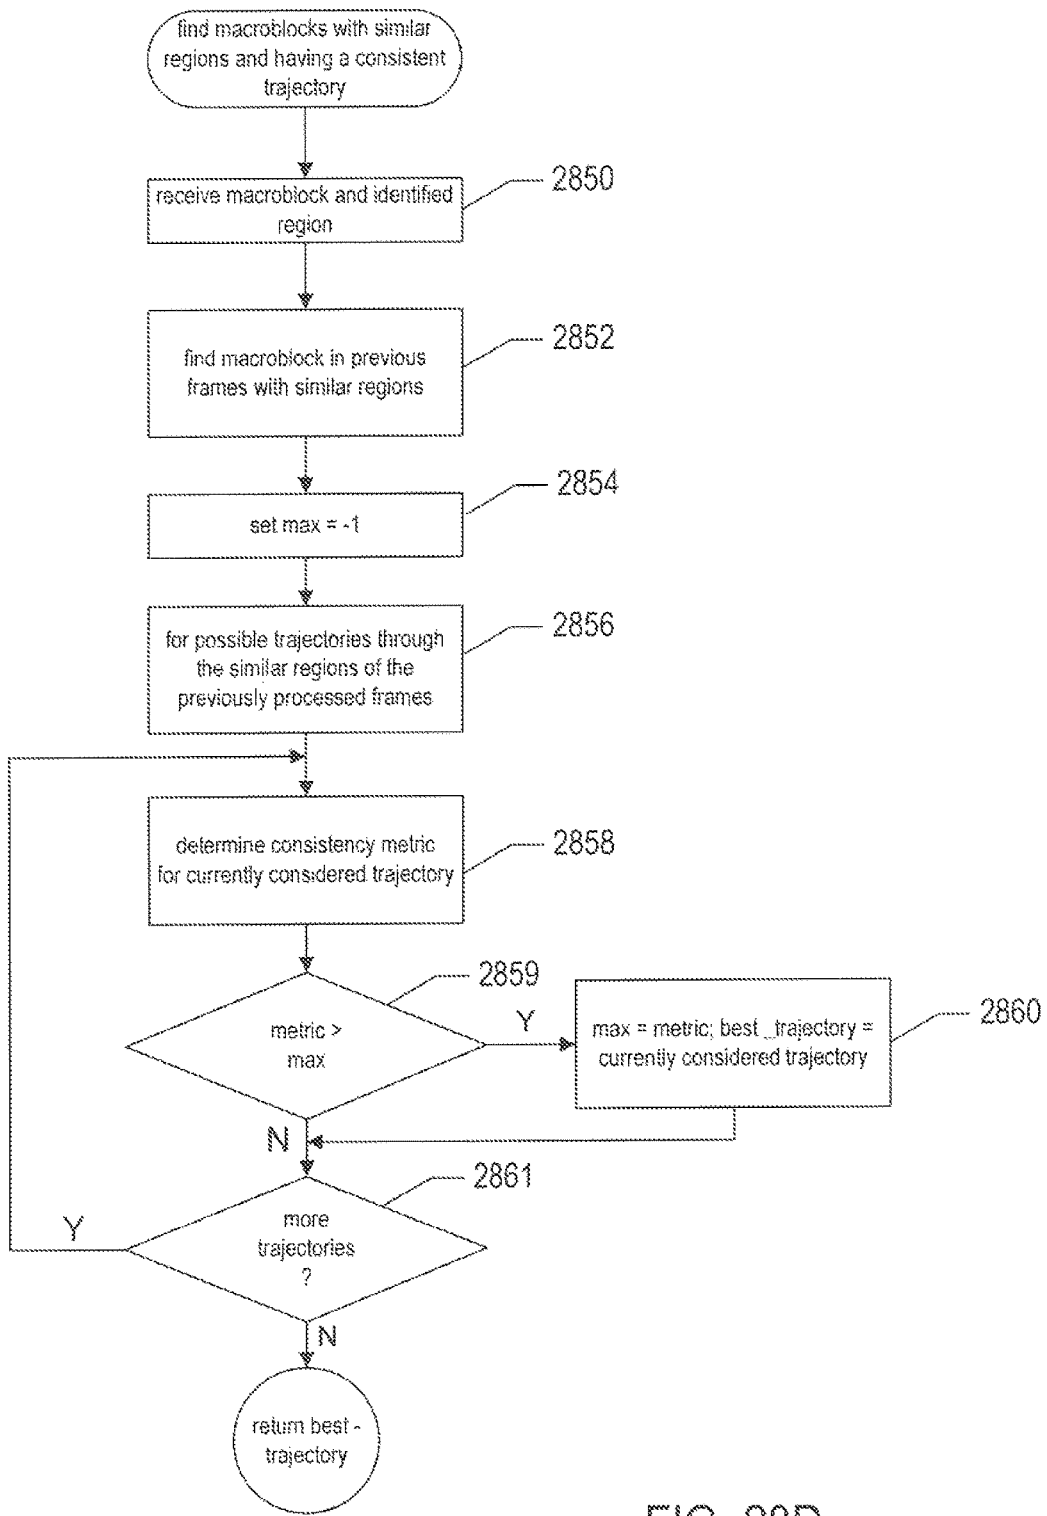 find macroblocks with similar
regions and having a consistent
trajectory
2850
receive macroblock and identified
region
2852
find macroblock in previous
frames with similar regions
2854
set max = -1
2856
for possible trajectories through
the similar regions of the
previously processed frames
2858
determine consistency metric
for currently considered trajectory
2859
metric >
max
Y
2860
max = metric; best _trajectory =
currently considered trajectory
N
2861
more
trajectories
?
Y
N
return best -
trajectory